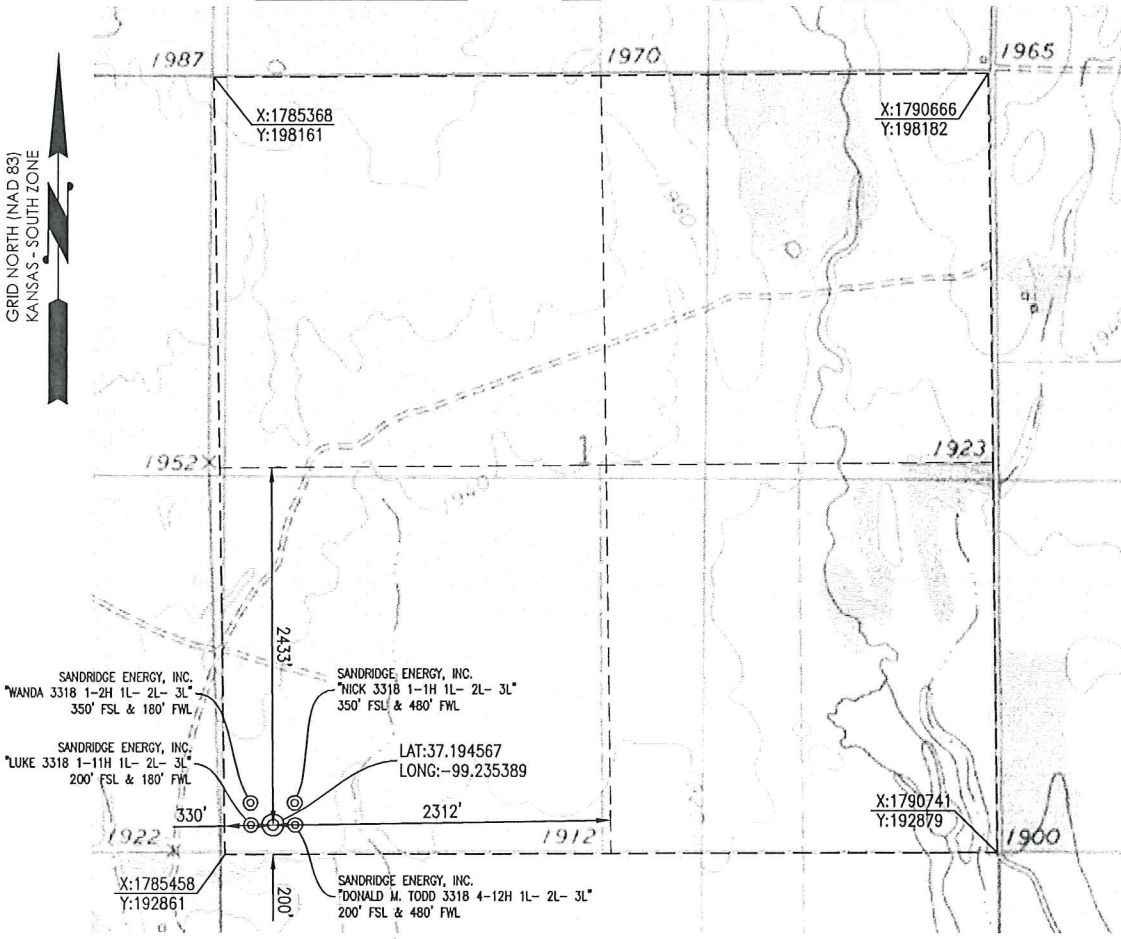 1987
1970
1965
X:1785368
Y:198161
X:1790666
Y:198182
GRID NORTH (NAD 83)
KANSAS - SOUTH ZONE
1950
1952
1
1923
1940
2433'
SANDRIDGE ENERGY, INC.
"WANDA 3318 1-2H 1L- 2L- 3L"
350' FSL & 180' FWL
SANDRIDGE ENERGY, INC.
"NICK 3318 1-1H 1L- 2L- 3L"
350' FSL & 480' FWL
SANDRIDGE ENERGY, INC.
"LUKE 3318 1-11H 1L- 2L- 3L"
200' FSL & 180' FWL
LAT:37.194567
LONG:-99.235389
330'
2312'
1922
1912
X:1790741
Y:192879
1900
X:1785458
Y:192861
200'
SANDRIDGE ENERGY, INC.
"DONALD M. TODD 3318 4-12H 1L- 2L- 3L"
200' FSL & 480' FWL